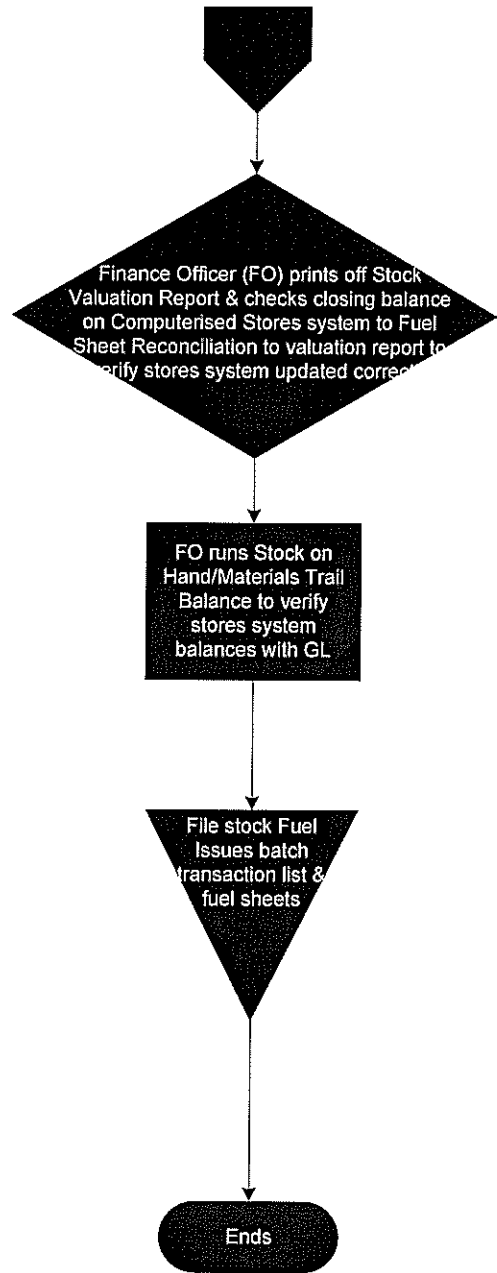 Finance Officer (FO) prints off Stock
Valuation Report & checks closing balance
on Computerised Stores system to Fuel
Sheet Reconciliation to valuation report to
verify stores system updated
FO runs Stock on
Hand/Materials Trail
Balance to verify
stores system
balances with GL
File stock Fuel
Issues batch
transaction list &
fuel sheets
Ends